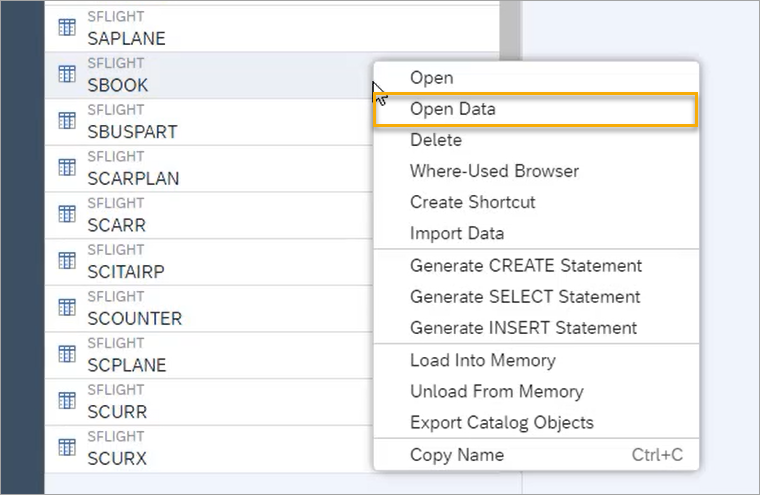 SFLIGHT
SAPLANE
SFLIGHT
SBOOK
SFLIGHT
SBUSPART
SFLIGHT
SCARPLAN
SFLIGHT
SCARR
SFLIGHT
SCITAIRP
SFLIGHT
SCOUNTER
SFLIGHT
SCPLANE
SFLIGHT
SCURR
SFLIGHT
SCURX
Open
Open Data
Delete
Where-Used Browser
Create Shortcut
Import Data
Generate CREATE Statement
Generate SELECT Statement
Generate INSERT Statement
Load Into Memory
Unload From Memory
Export Catalog Objects
Copy Name Ctrl+C